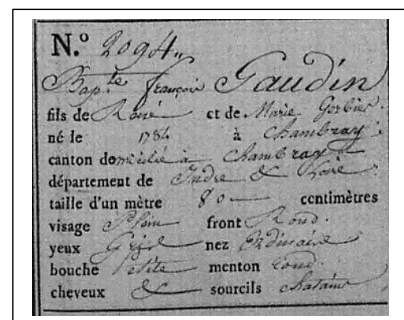 N.º 2094.
Bap.te françois Gaudin
fils de René et de Marie Gerbier
né le 1784 à Chambray
canton domicilié à Chambray
département de Indre & Loire
taille d'un mètre 80 centimètres
visage Plein front Rond.
yeux nez Ordinaire
bouche petite menton rond.
cheveux & sourcils chatains